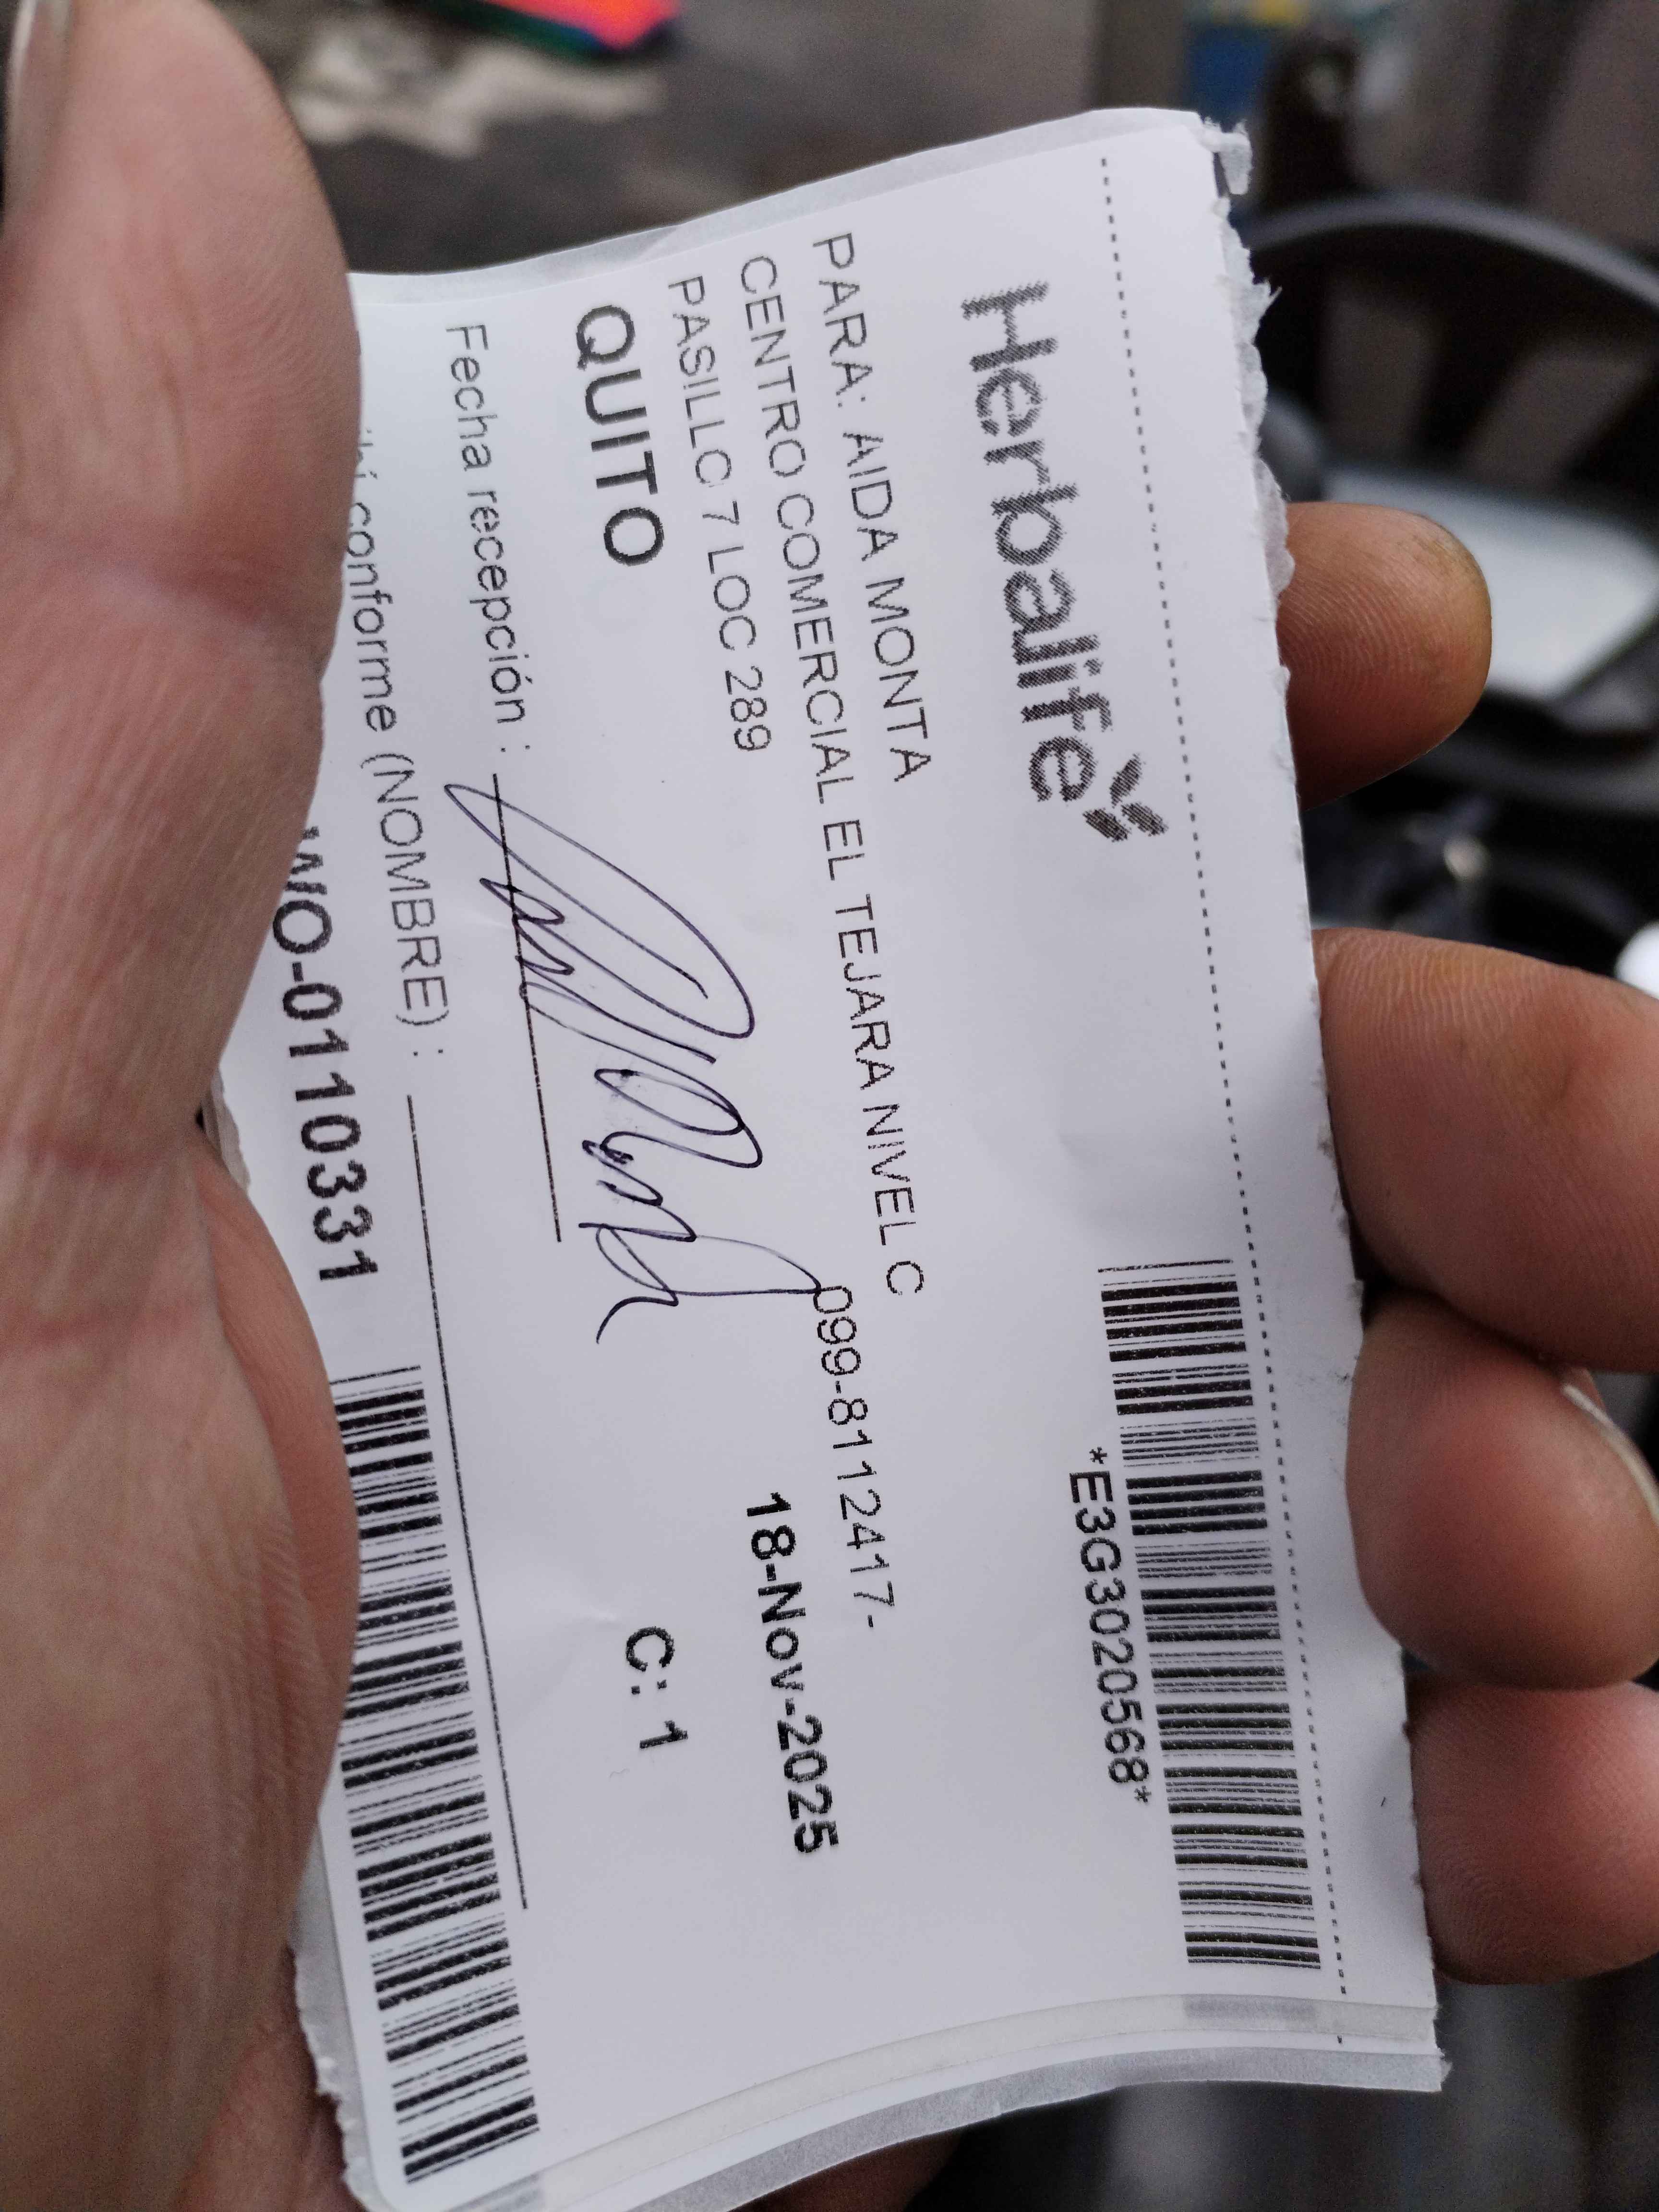 Herbalife
*E3G3020568*
PARA: AIDA MONTA
CENTRO COMERCIAL EL TEJARA NIVEL C
099-8112417-
PASILLO 7 LOC 289
18-Nov-2025
QUITO
C: 1
Fecha recepción :
conforme (NOMBRE) :
WO-0110331